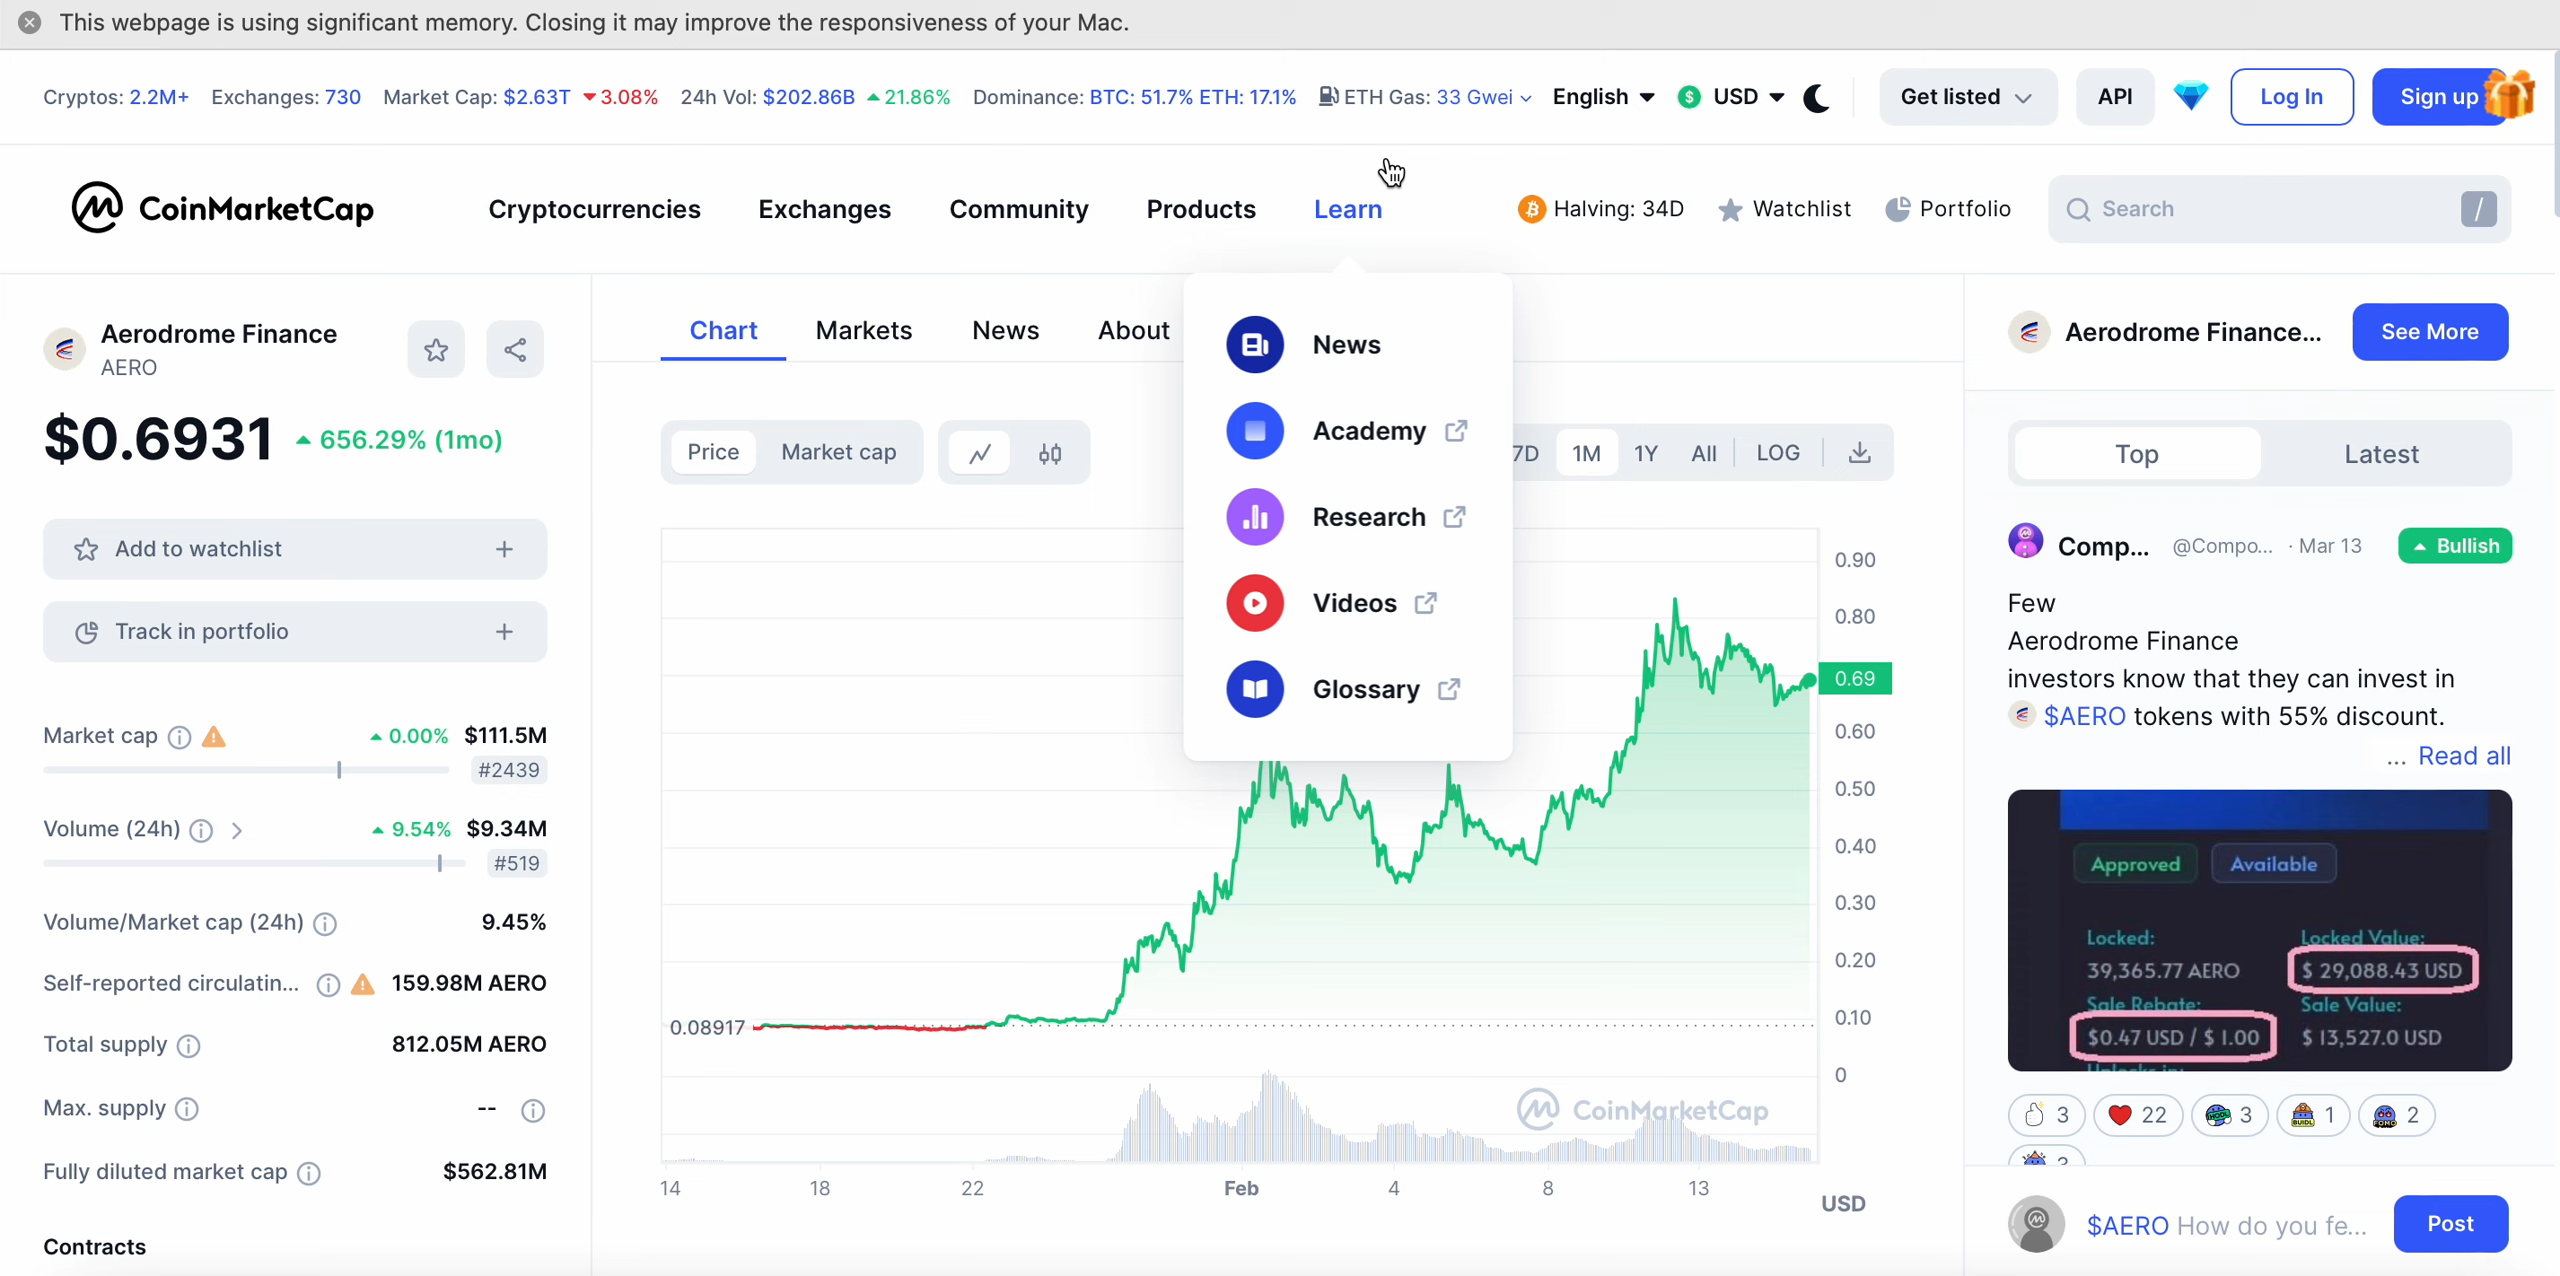 This webpage is using significant memory. Closing it may improve the responsiveness of your Mac.
Cryptos: 2.2M+ Exchanges: 730 Market Cap: $2.63T 3.08% 24h Vol: $202.86B 21.86% Dominance: BTC: 51.7% ETH: 17.1% ETH Gas: 33 Gwei English USD Get listed API Log In Sign up
CoinMarketCap Cryptocurrencies Exchanges Community Products Learn Halving: 34D Watchlist Portfolio Search /
Aerodrome Finance
AERO
$0.6931 656.29% (1mo)
Add to watchlist +
Track in portfolio +
Market cap 0.00% $111.5M
#2439
Volume (24h) 9.54% $9.34M
#519
Volume/Market cap (24h) 9.45%
Self-reported circulatin... 159.98M AERO
Total supply 812.05M AERO
Max. supply --
Fully diluted market cap $562.81M
Contracts
Chart Markets News About
Price Market cap 7D 1M 1Y All LOG
News
Academy
Research
Videos
Glossary
0.90
0.80
0.69
0.60
0.50
0.40
0.30
0.20
0.10
0
0.08917
CoinMarketCap
14 18 22 Feb 4 8 13
USD
Aerodrome Finance... See More
Top Latest
Comp... @Compo... · Mar 13 Bullish
Few
Aerodrome Finance
investors know that they can invest in
$AERO tokens with 55% discount.
... Read all
Approved Available
Locked: Locked Value:
39,365.77 AERO $ 29,088.43 USD
Sale Rebate: Sale Value:
$0.47 USD / $ 1.00 $ 13,527.0 USD
3 22 HODL 3 BUIDL 1 FOMO 2
$AERO How do you fe... Post